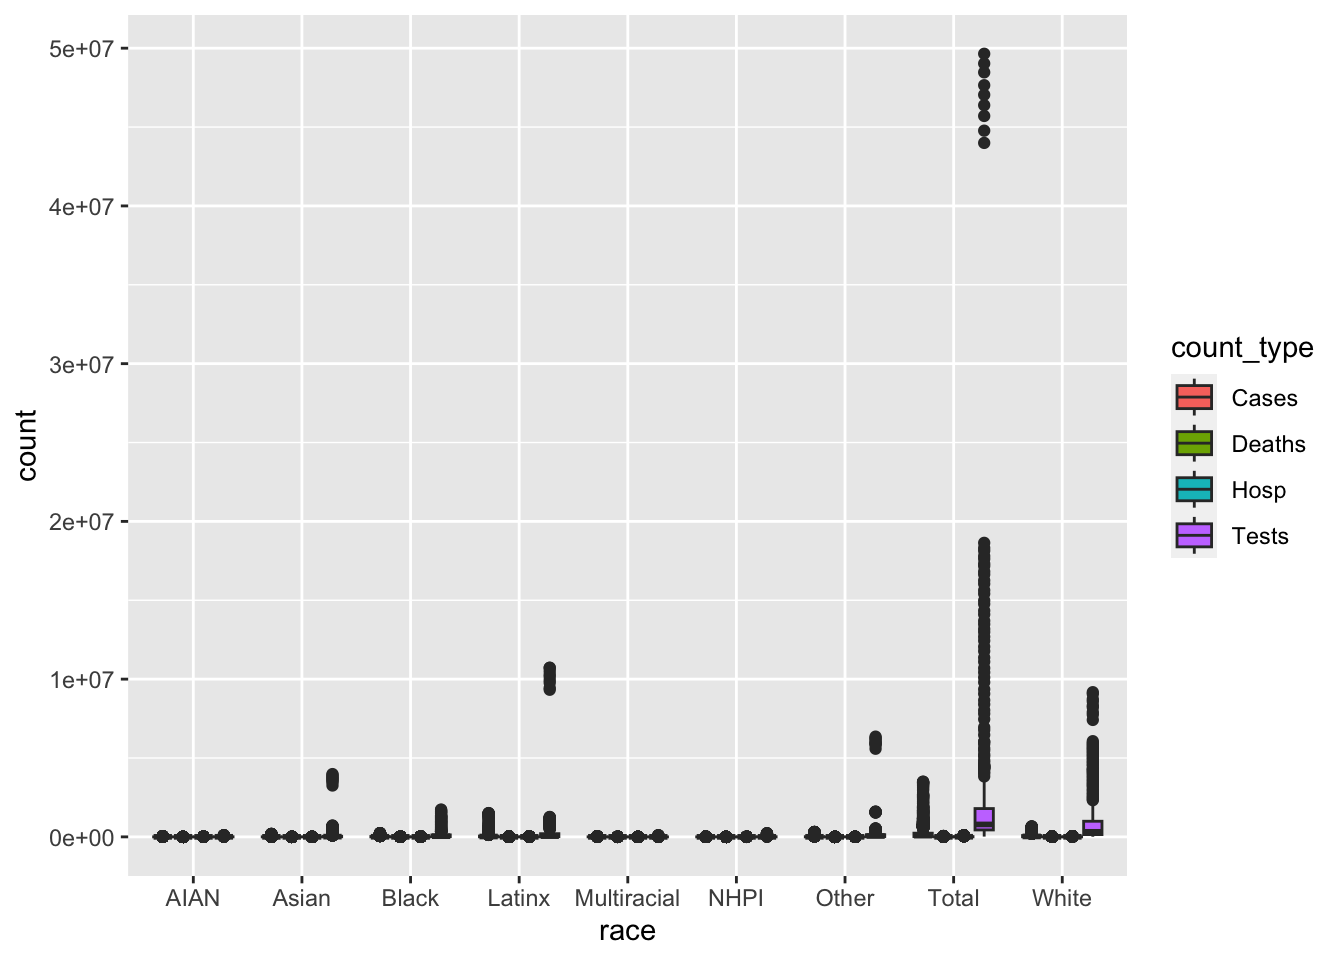 5e+07
4e+07
3e+07
2e+07
1e+07
0e+00
count
AIAN Asian Black Latinx Multiracial NHPI Other Total White
race
count_type
Cases
Deaths
Hosp
Tests